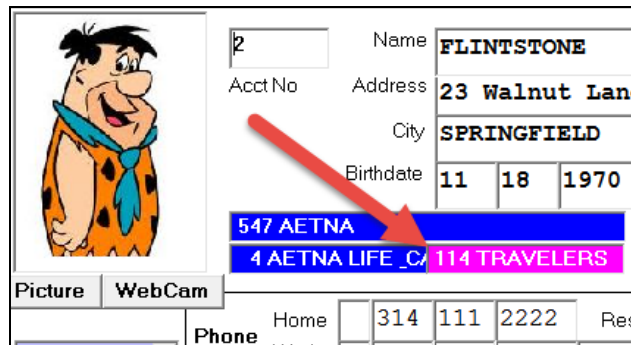 2 Name FLINTSTONE
Acct No Address 23 Walnut
City SPRINGFIELD
Birthdate 11 18 1970
547 AETNA
4 AETNA LIFE 114 TRAVELERS
Picture WebCam
Phone Home 314 111 2222